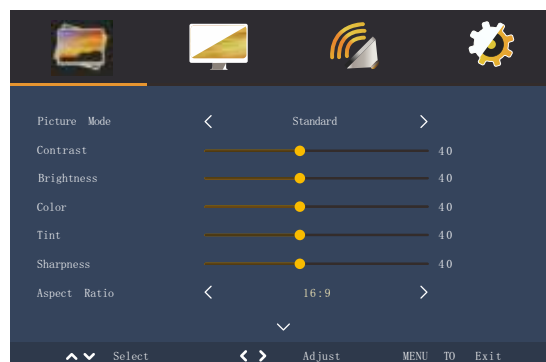 Picture Mode Standard
Contrast 40
Brightness 40
Color 40
Tint 40
Sharpness 40
Aspect Ratio 16:9
Select Adjust MENU TO Exit